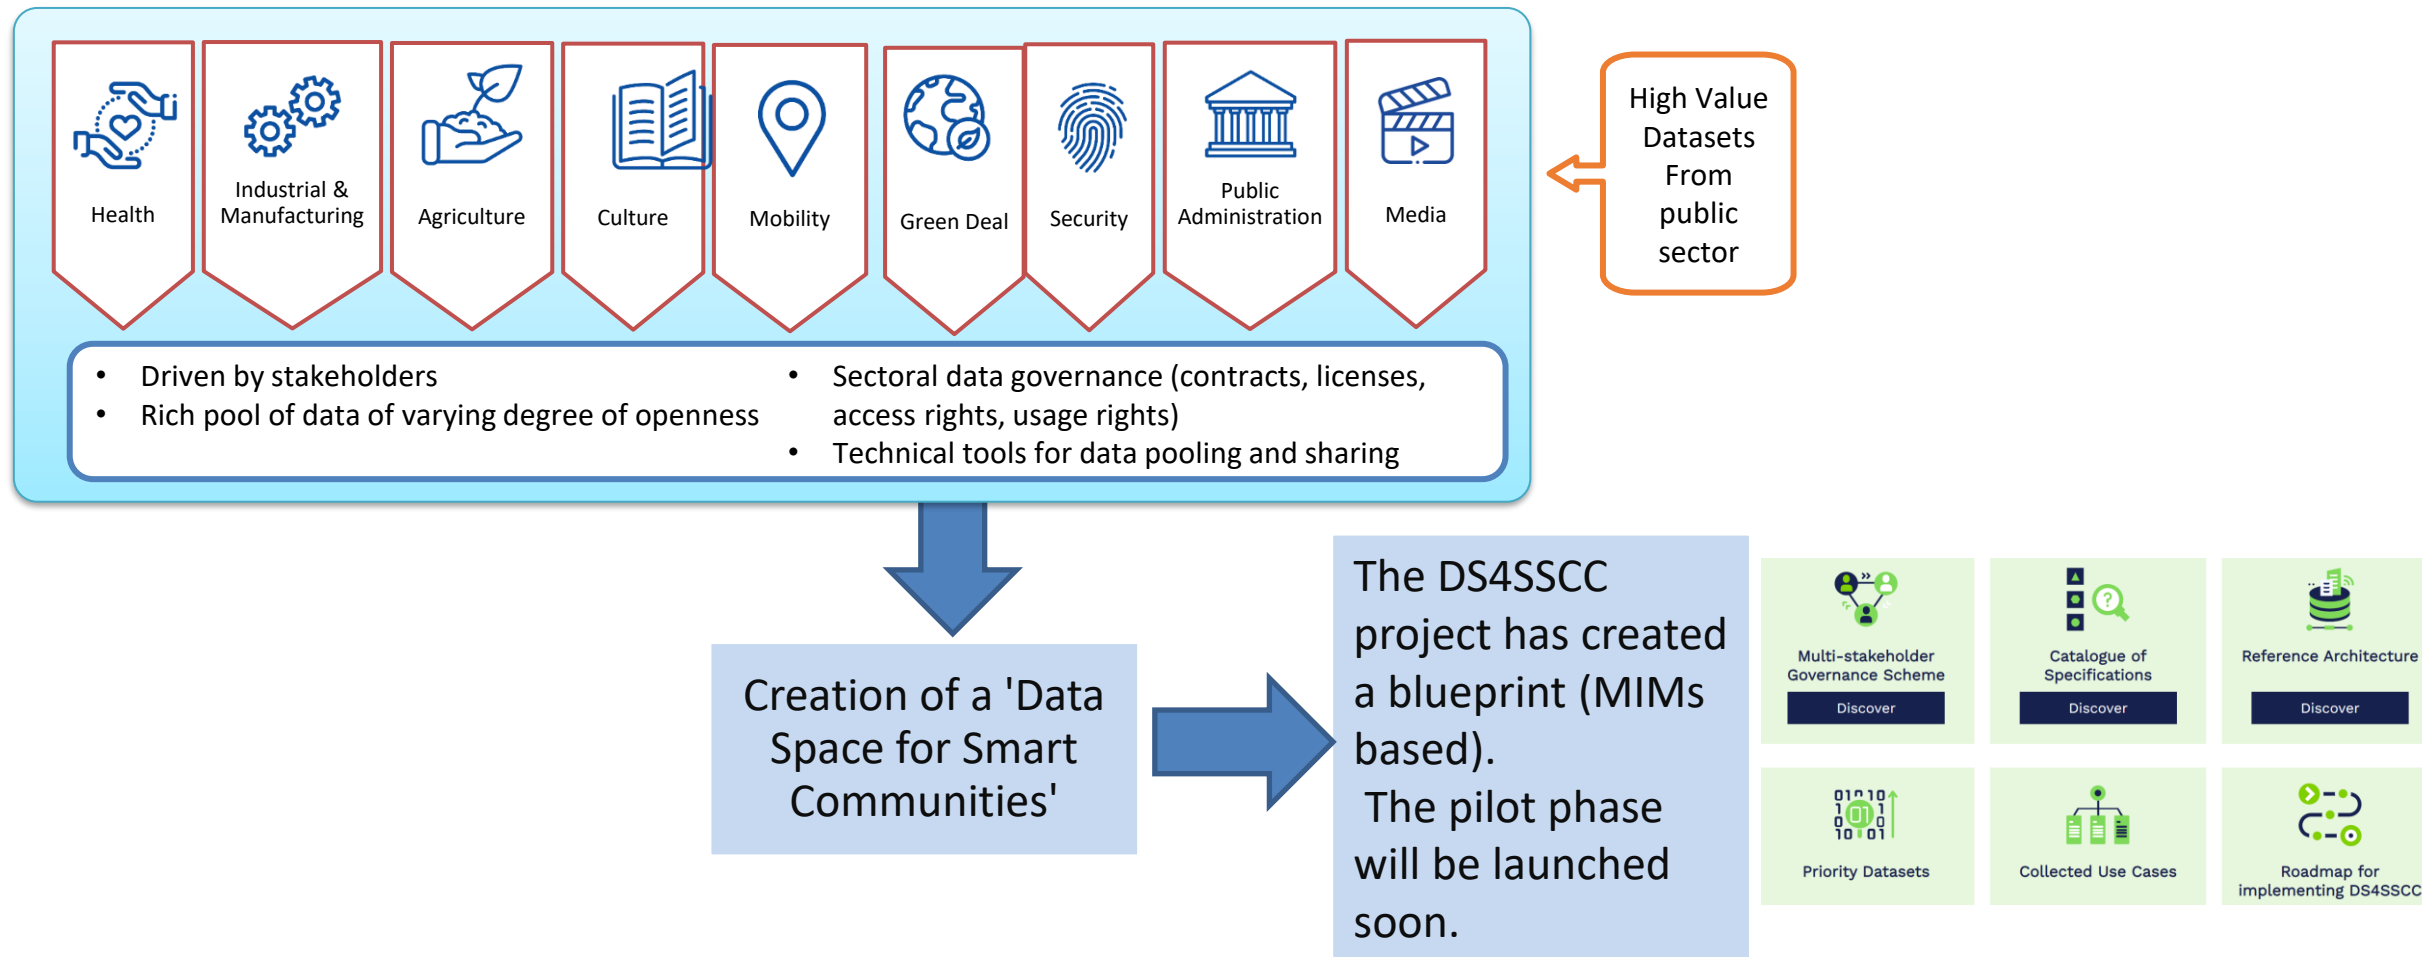 Health
Industrial &
Manufacturing
Agriculture
Culture
Mobility
Green Deal
Security
Public
Administration
Media
High Value
Datasets
From
public
sector
• Driven by stakeholders
• Rich pool of data of varying degree of openness
• Sectoral data governance (contracts, licenses,
access rights, usage rights)
• Technical tools for data pooling and sharing
Creation of a 'Data
Space for Smart
Communities'
The DS4SSCC
project has created
a blueprint (MIMs
based).
The pilot phase
will be launched
soon.
Multi-stakeholder
Governance Scheme
Discover
Catalogue of
Specifications
Discover
Reference Architecture
Discover
Priority Datasets
Collected Use Cases
Roadmap for
implementing DS4SSCC